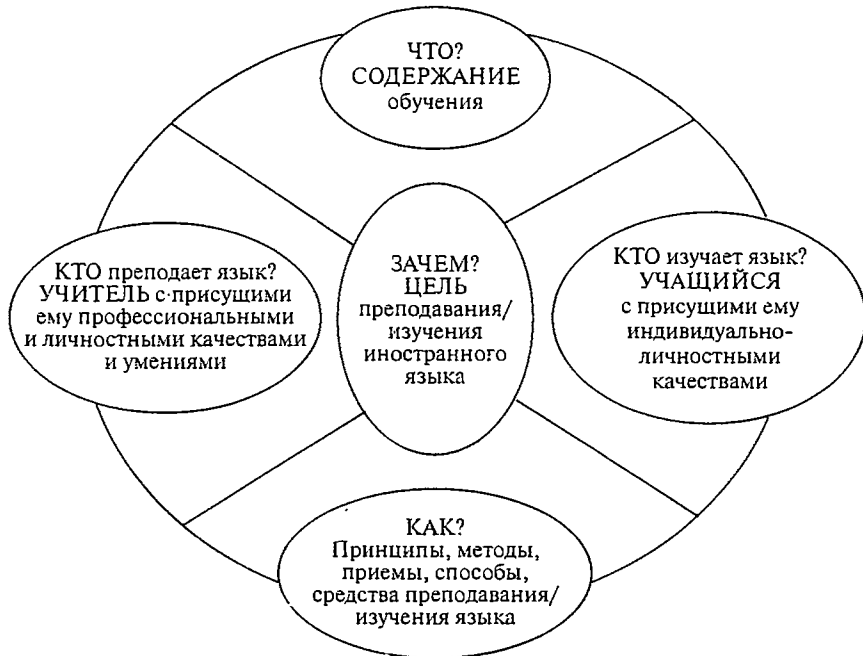 ЧТО?
СОДЕРЖАНИЕ
обучения
КТО преподает язык?
УЧИТЕЛЬ с присущими
ему профессиональными
и личностными качествами
и умениями
ЗАЧЕМ?
ЦЕЛЬ
преподавания/
изучения
иностранного
языка
КТО изучает язык?
УЧАЩИЙСЯ
с присущими ему
индивидуально-
личностными
качествами
КАК?
Принципы, методы,
приемы, способы,
средства преподавания/
изучения языка